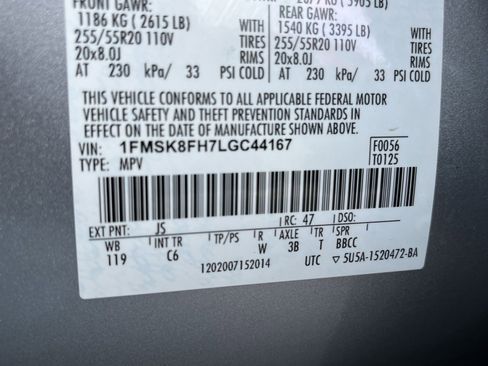 FRONT GAWR:
REAR GAWR:
1186 KG ( 2615 LB)
1540 KG ( 3395 LB)
255/55R20 110V
TIRES
255/55R20 110V
TIRES
20x8.0J
RIMS
20x8.0J
RIMS
AT 230 kPa/ 33 PSI COLD
AT 230 kPa/ 33 PSI COLD
THIS VEHICLE CONFORMS TO ALL APPLICABLE FEDERAL MOTOR
VEHICLE SAFETY AND THEFT PREVENTION STANDARDS IN
EFFECT ON THE DATE OF MANUFACTURE SHOWN ABOVE.
VIN: 1FMSK8FH7LGC44167
F0056
TYPE: MPV
T0125
EXT PNT: JS
RC: 47
DSO:
WB
INT TR
TP/PS
R
AXLE
TR
SPR
119
C6
W
3B
T
BBCC
1202007152014
UTC
▽ 5U5A-1520472-BA